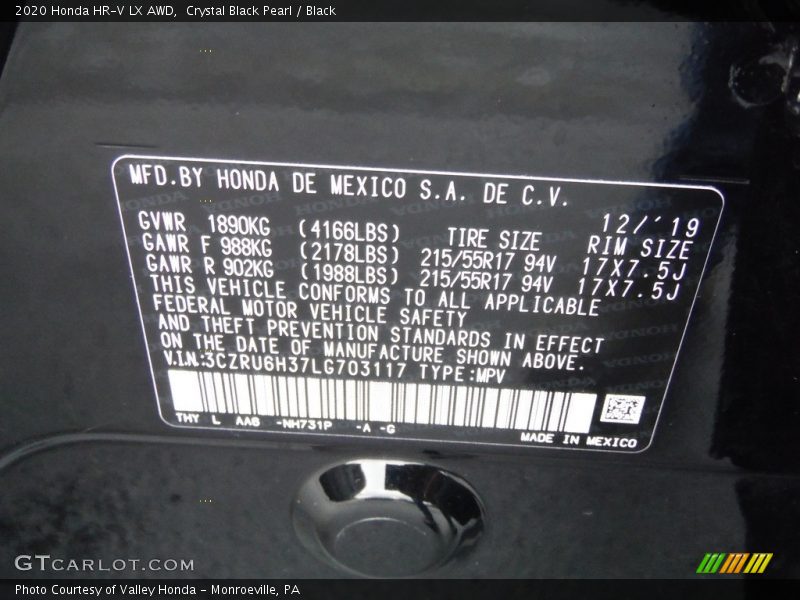 2020 Honda HR-V LX AWD, Crystal Black Pearl / Black
MFD.BY HONDA DE MEXICO S.A. DE C.V.
12/'19
GVWR 1890KG (4166LBS) TIRE SIZE RIM SIZE
GAWR F 988KG (2178LBS) 215/55R17 94V 17X7.5J
GAWR R 902KG (1988LBS) 215/55R17 94V 17X7.5J
THIS VEHICLE CONFORMS TO ALL APPLICABLE
FEDERAL MOTOR VEHICLE SAFETY
AND THEFT PREVENTION STANDARDS IN EFFECT
ON THE DATE OF MANUFACTURE SHOWN ABOVE.
V.I.N.:3CZRU6H37LG703117 TYPE:MPV
THY L AA6 -NH731P -A -G
MADE IN MEXICO
GTCARLOT.COM
Photo Courtesy of Valley Honda - Monroeville, PA